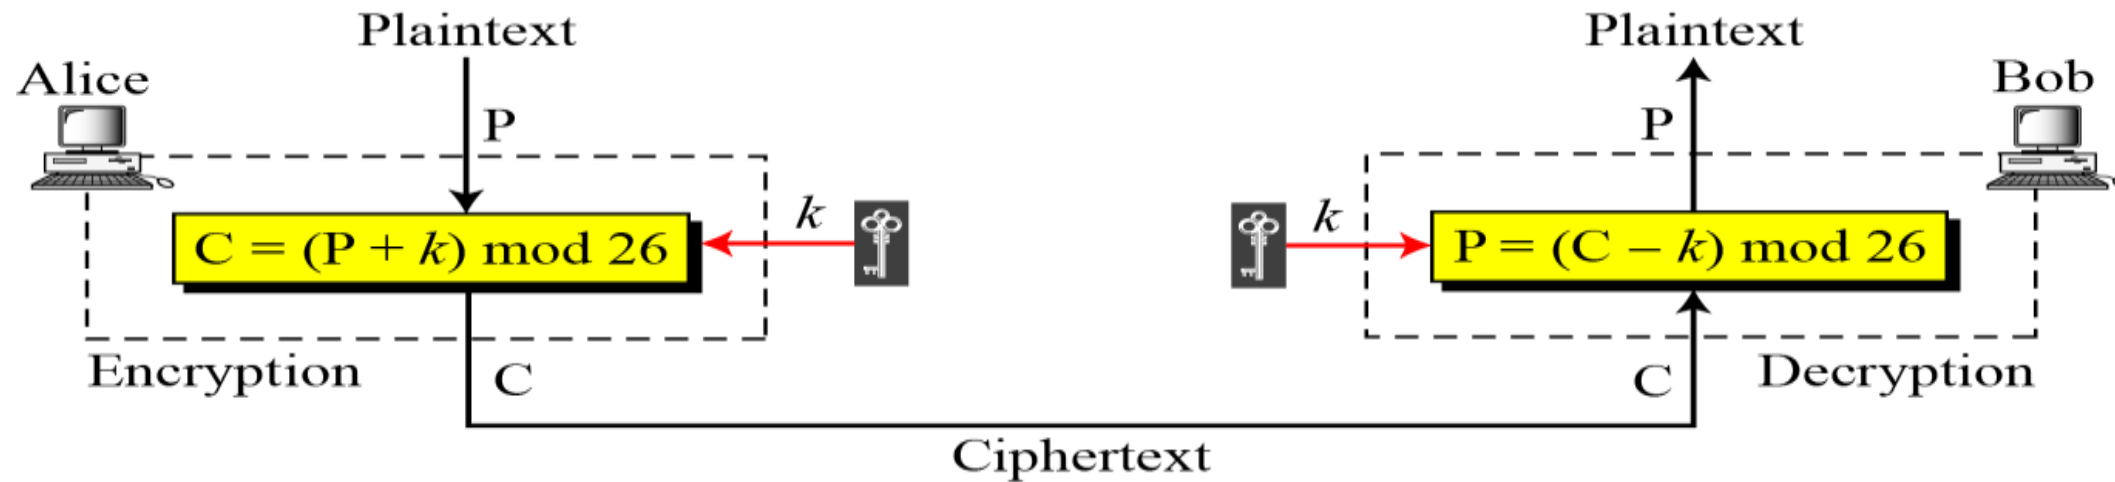 Plaintext
Plaintext
Alice
Bob
P
P
k
k
C = (P + k) mod 26
P = (C – k) mod 26
Encryption
C
C
Decryption
Ciphertext